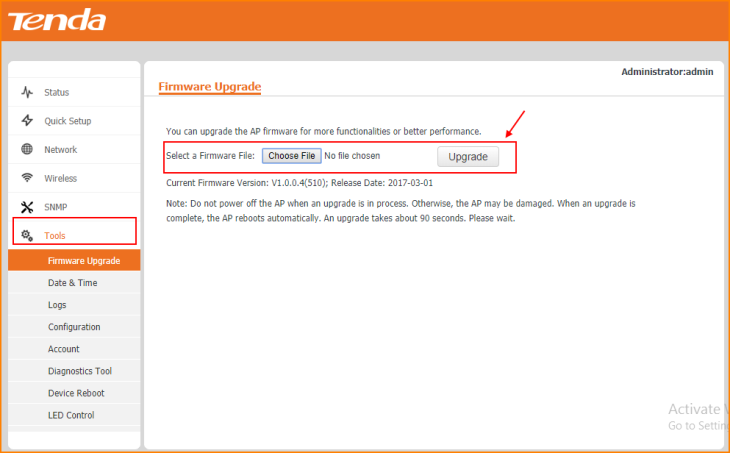 Tenda
Administrator:admin
Status
Quick Setup
Network
Wireless
SNMP
Tools
Firmware Upgrade
Date & Time
Logs
Configuration
Account
Diagnostics Tool
Device Reboot
LED Control
Firmware Upgrade
You can upgrade the AP firmware for more functionalities or better performance.
Select a Firmware File: Choose File No file chosen Upgrade
Current Firmware Version: V1.0.0.4(510); Release Date: 2017-03-01
Note: Do not power off the AP when an upgrade is in process. Otherwise, the AP may be damaged. When an upgrade is
complete, the AP reboots automatically. An upgrade takes about 90 seconds. Please wait.
Activate
Go to